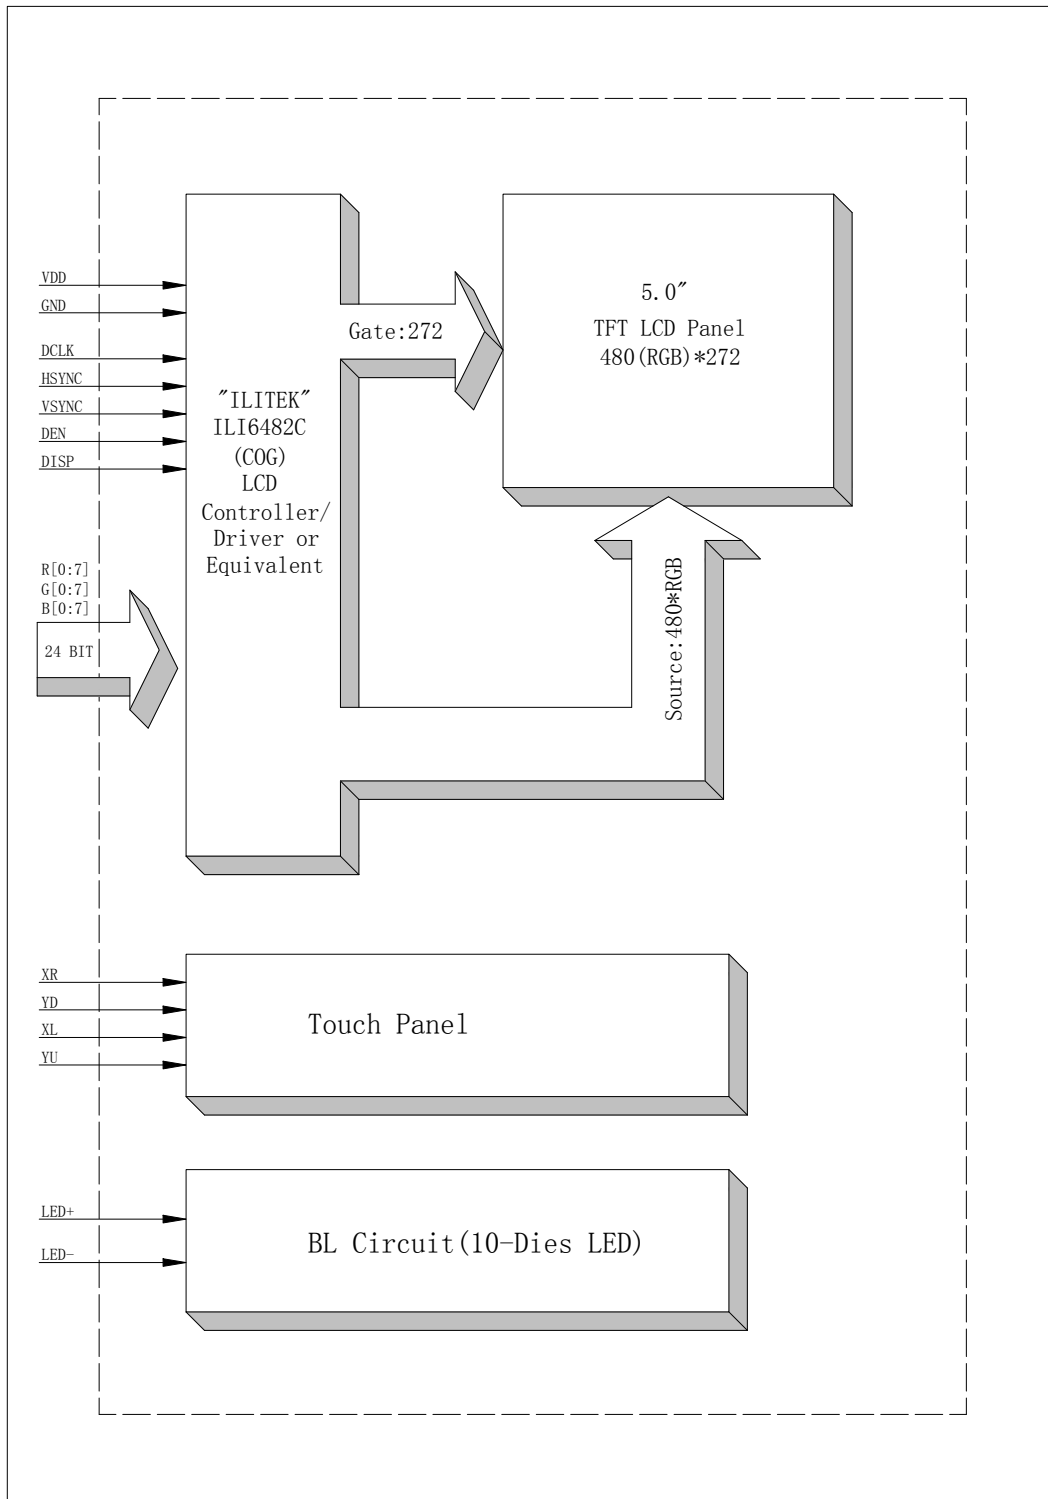 VDD
GND
DCLK
HSYNC
VSYNC
DEN
DISP
R[0:7]
G[0:7]
B[0:7]
24 BIT
"ILITEK"
ILI6482C
(COG)
LCD
Controller/
Driver or
Equivalent
Gate:272
5.0″
TFT LCD Panel
480(RGB)*272
Source:480*RGB
XR
YD
XL
YU
Touch Panel
LED+
LED-
BL Circuit(10-Dies LED)